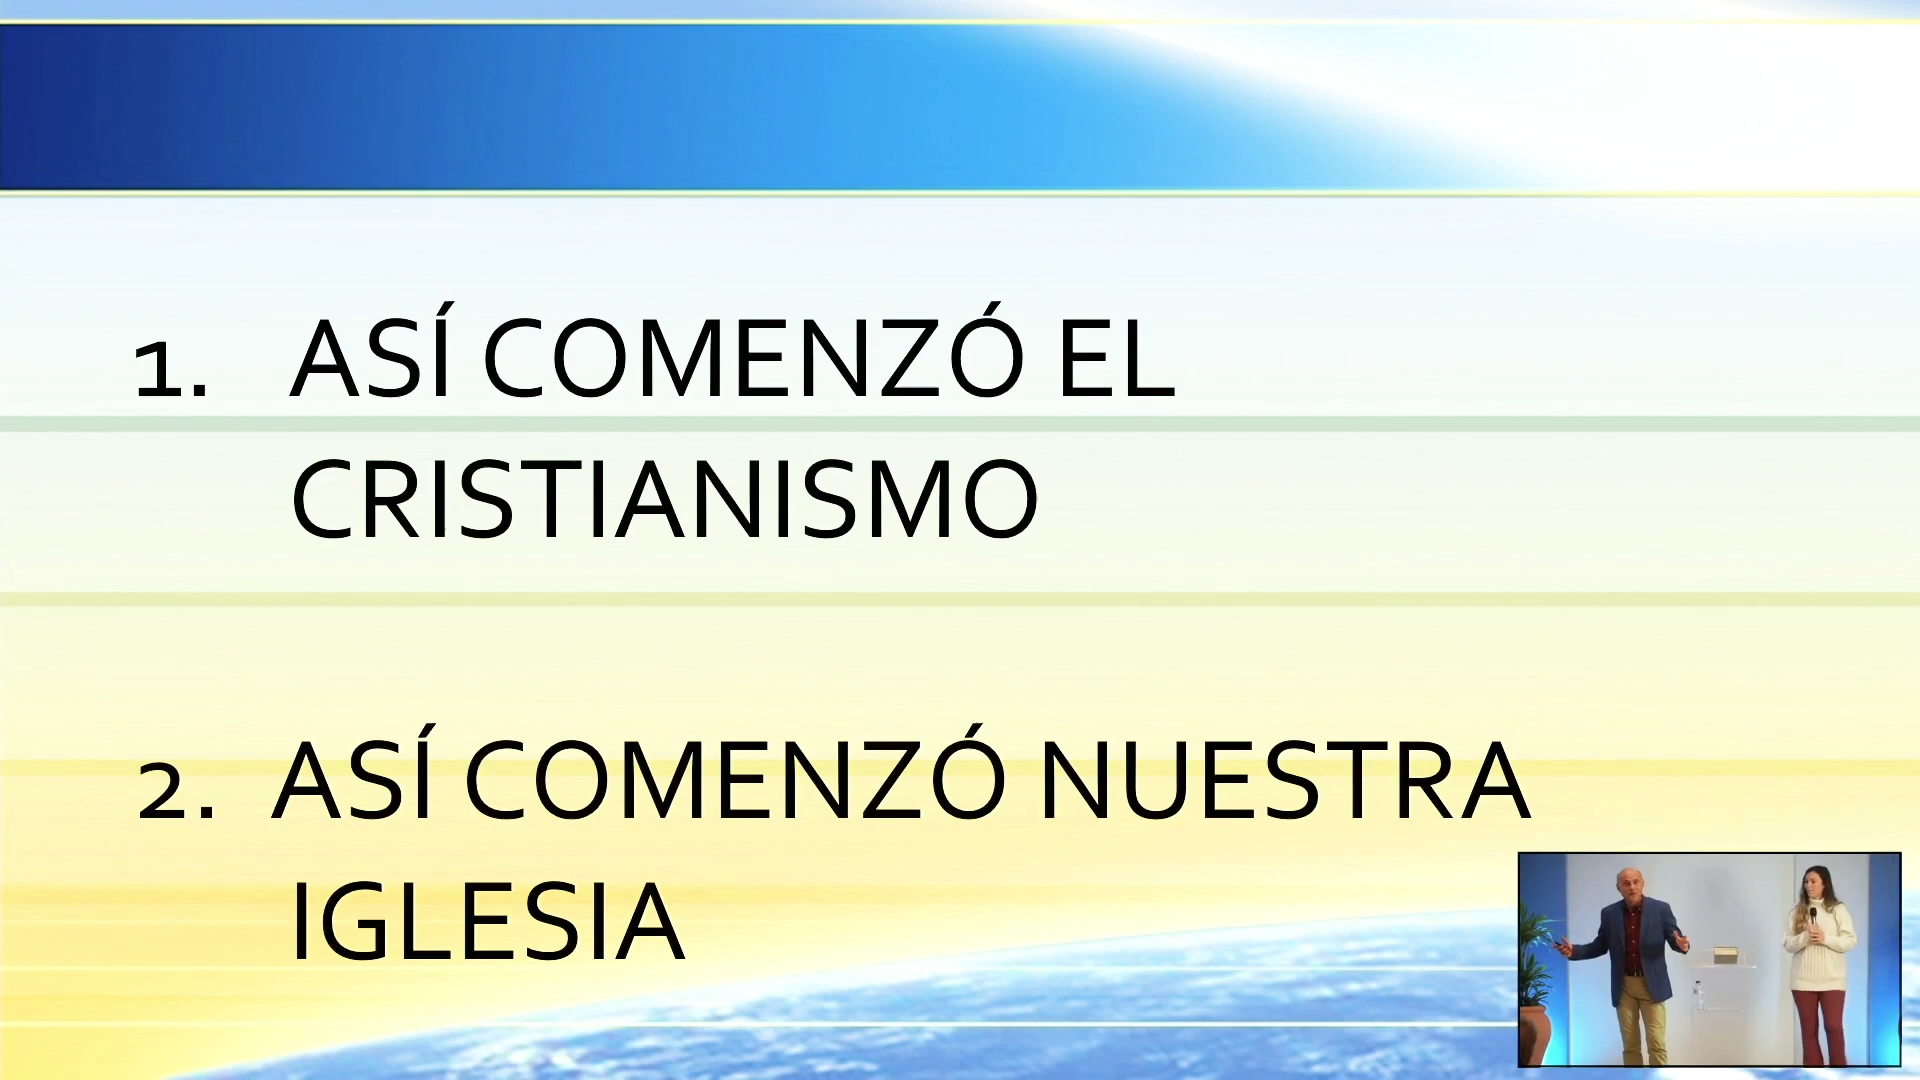 1. ASÍ COMENZÓ EL
CRISTIANISMO
2. ASÍ COMENZÓ NUESTRA
IGLESIA